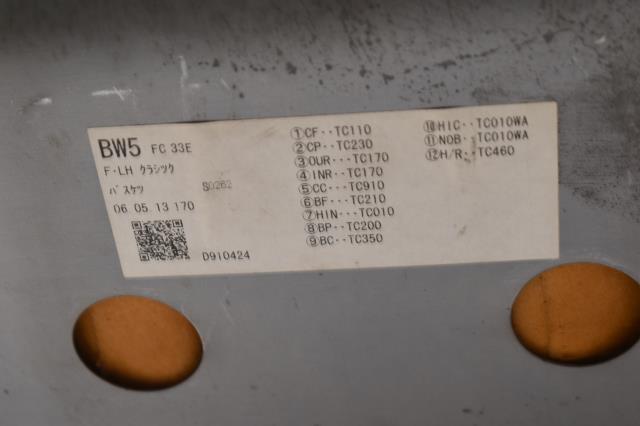 BW5 FC 33E
F・LH クラシック
バスケツ S0262
06 05 13 170
D910424
①CF・・TC110
②CP・・TC230
③OUR・・・TC170
④INR・・TC170
⑤CC・・TC910
⑥BF・・TC210
⑦HIN・・TC010
⑧BP・・TC200
⑨BC・・TC350
⑩HIC・・TC010WA
⑪NOB・・TC010WA
⑫H/R・・TC460